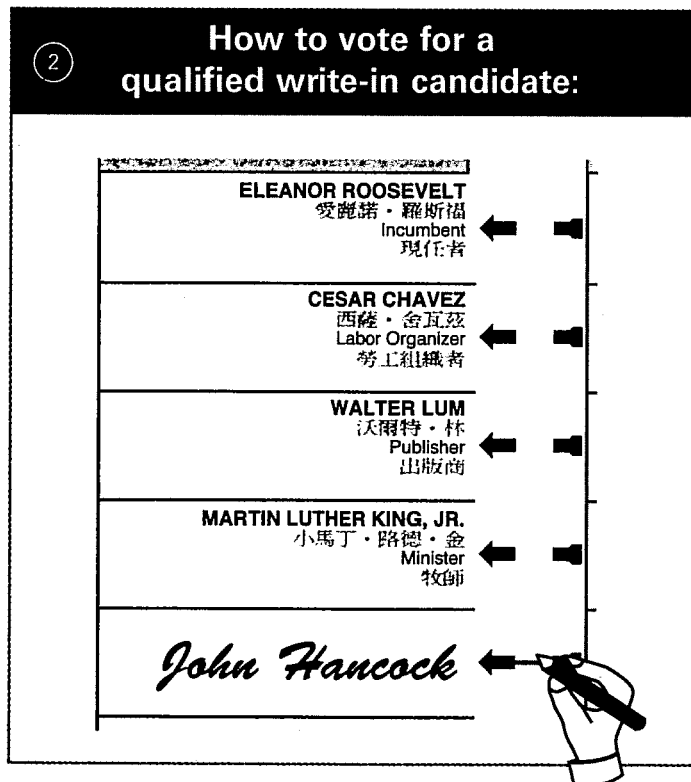 2
How to vote for a
qualified write-in candidate:
ELEANOR ROOSEVELT
愛麗諾・羅斯福
Incumbent
現任者
CESAR CHAVEZ
西薩・舍瓦茲
Labor Organizer
勞工組織者
WALTER LUM
沃爾特・林
Publisher
出版商
MARTIN LUTHER KING, JR.
小馬丁・路德・金
Minister
牧師
John Hancock